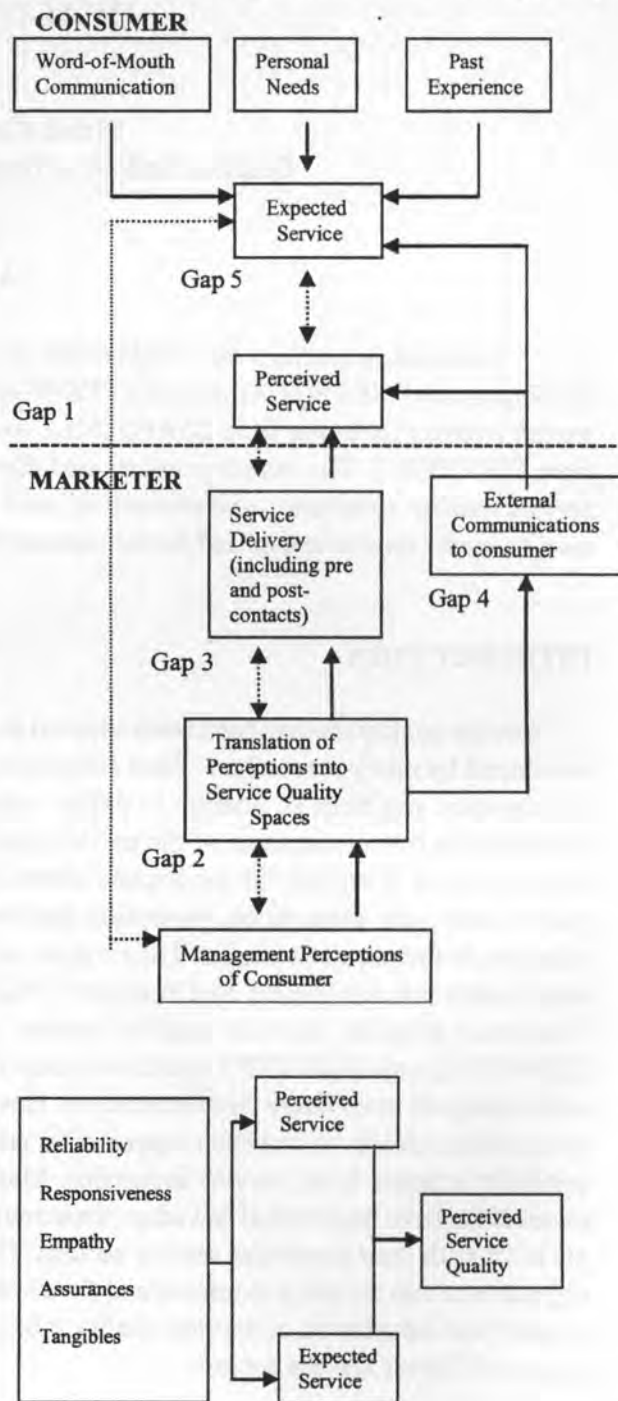 CONSUMER
Word-of-Mouth
Communication
Personal
Needs
Past
Experience
Expected
Service
Gap 5
Perceived
Service
Gap 1
MARKETER
Service
Delivery
(including pre
and post-
contacts)
External
Communications
to consumer
Gap 4
Gap 3
Translation of
Perceptions into
Service Quality
Spaces
Gap 2
Management Perceptions
of Consumer
Reliability
Responsiveness
Empathy
Assurances
Tangibles
Perceived
Service
Perceived
Service
Quality
Expected
Service